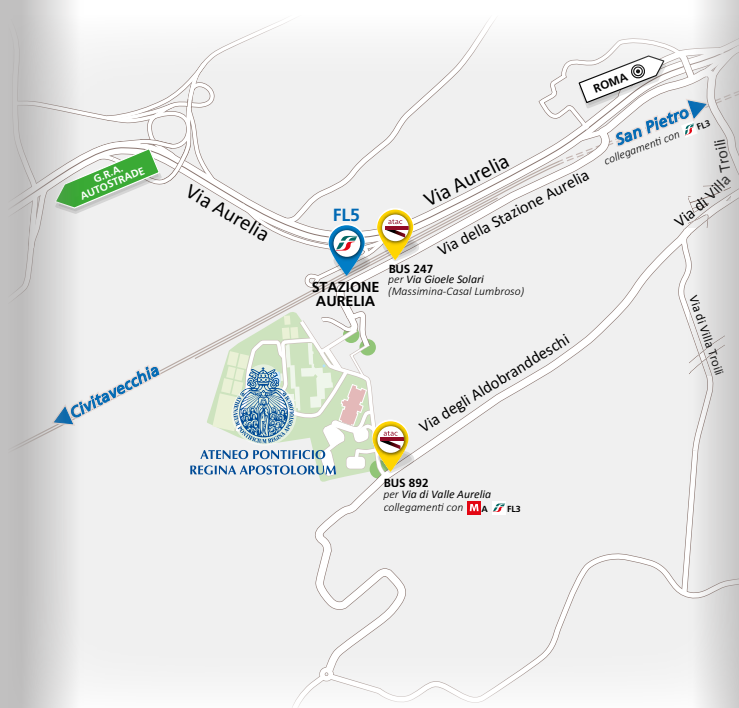 ROMA
San Pietro
collegamenti con FL3
G.R.A.
AUTOSTRADE
Via Aurelia
Via Aurelia
Via della Stazione Aurelia
Via di Villa Troili
FL5
atac
STAZIONE
AURELIA
BUS 247
per Via Gioele Solari
(Massimina-Casal Lumbroso)
Via di Villa Troili
Civitavecchia
Via degli Aldobranddeschi
ATENEO PONTIFICIO
REGINA APOSTOLORUM
atac
BUS 892
per Via di Valle Aurelia
collegamenti con M A FL3